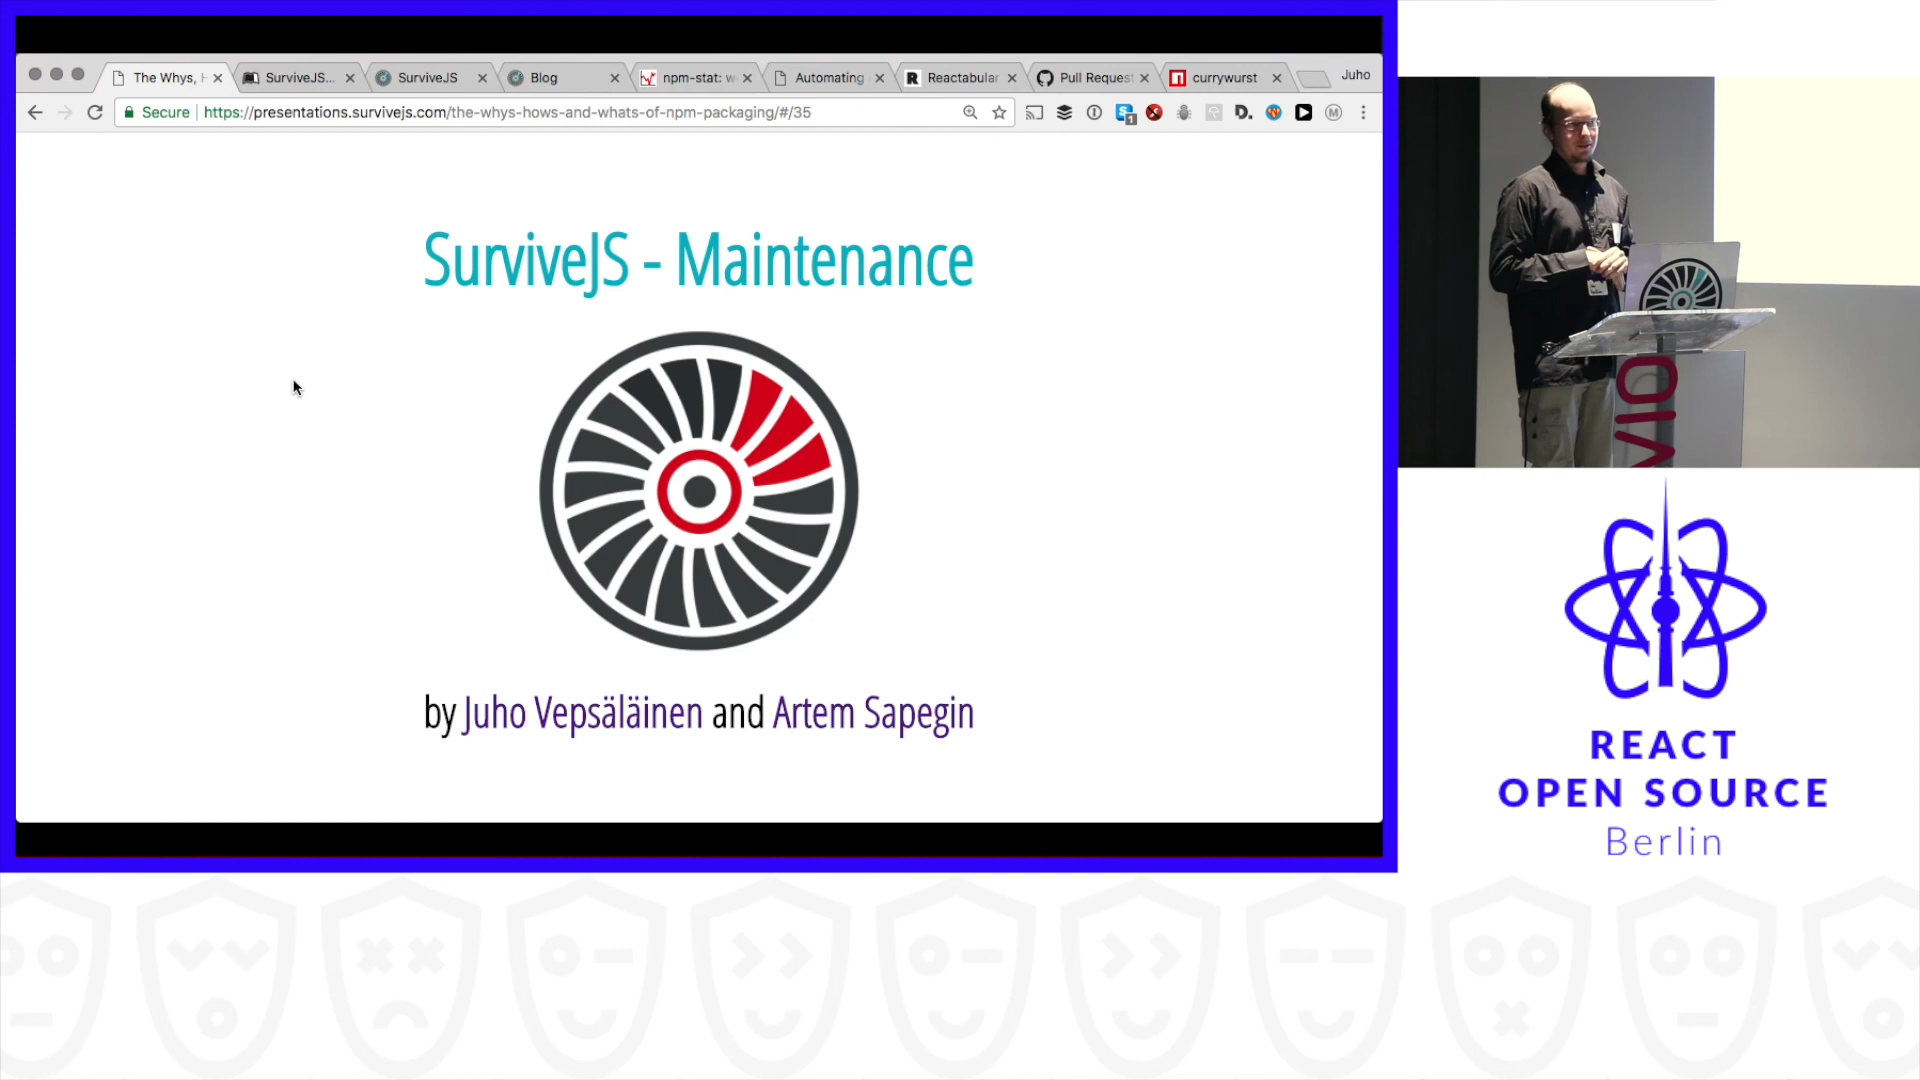 The Whys, H
SurviveJS...
SurviveJS
Blog
npm-stat: w
Automating
Reactabular
Pull Request
currywurst
Juho
Secure
https://presentations.survivejs.com/the-whys-hows-and-whats-of-npm-packaging/#/35
SurviveJS - Maintenance
by Juho Vepsäläinen and Artem Sapegin
REACT
OPEN SOURCE
Berlin